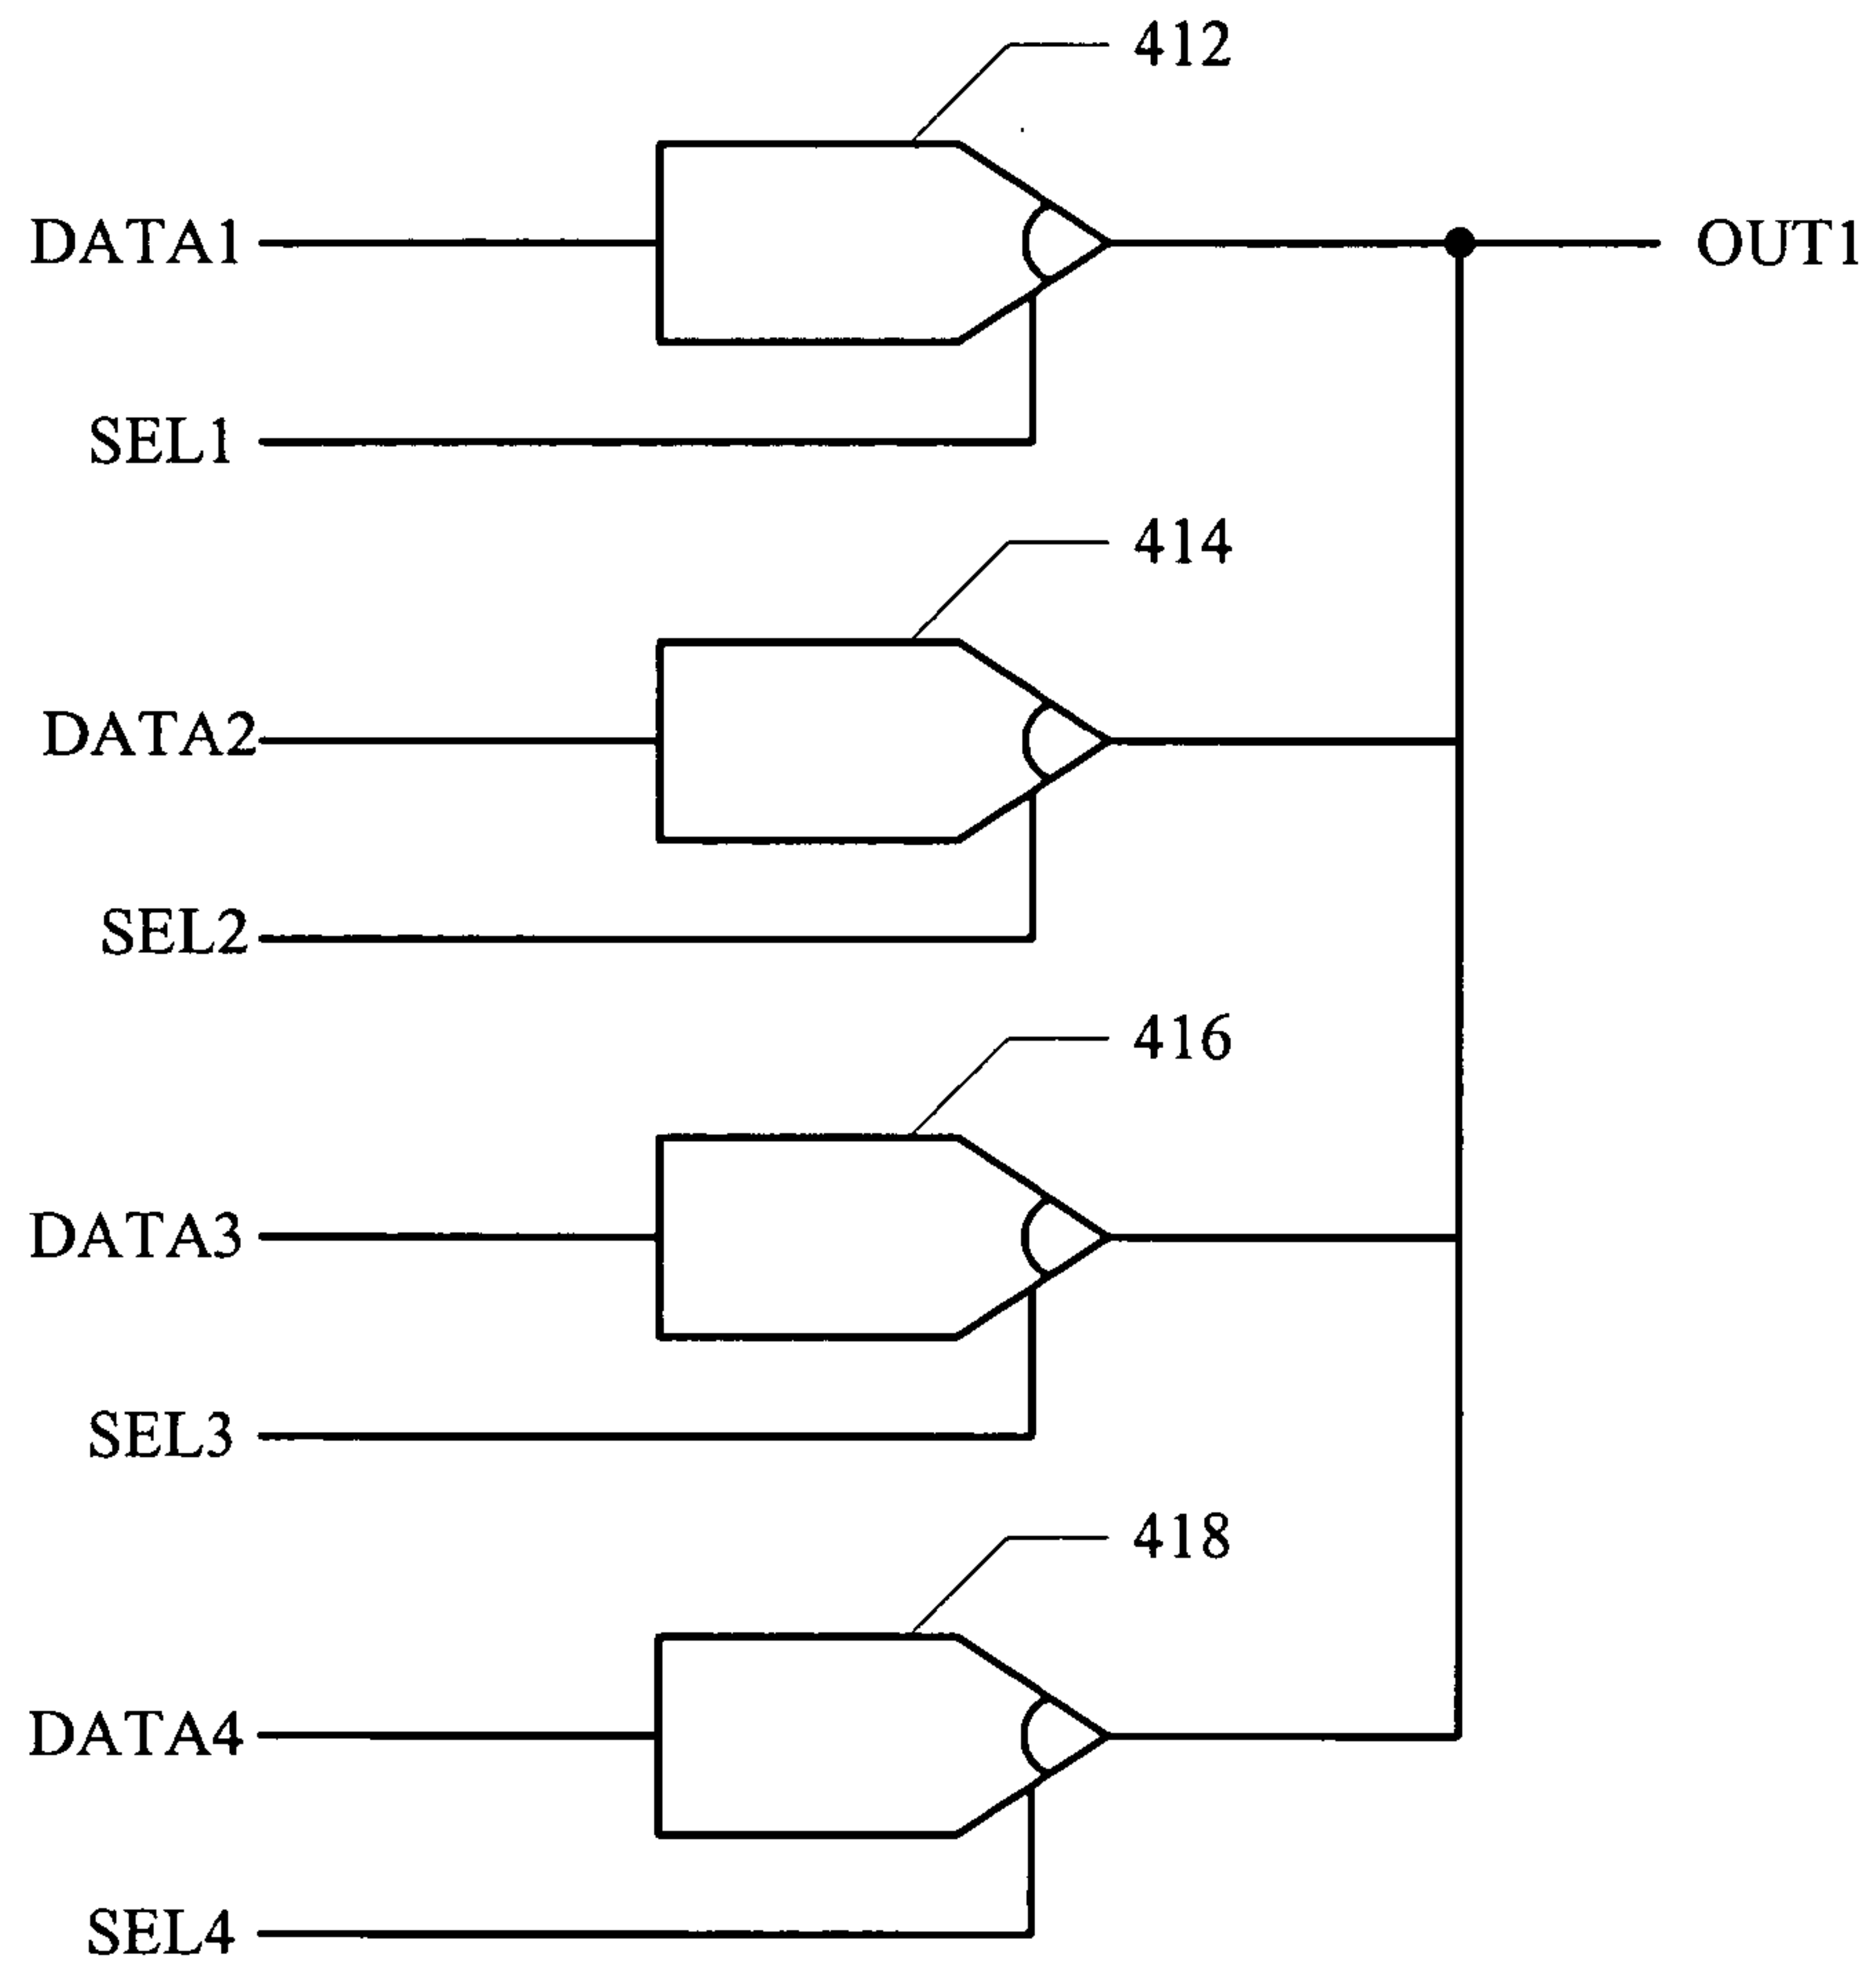 412
DATA1
OUT1
SEL1
414
DATA2
SEL2
416
DATA3
SEL3
418
DATA4
SEL4